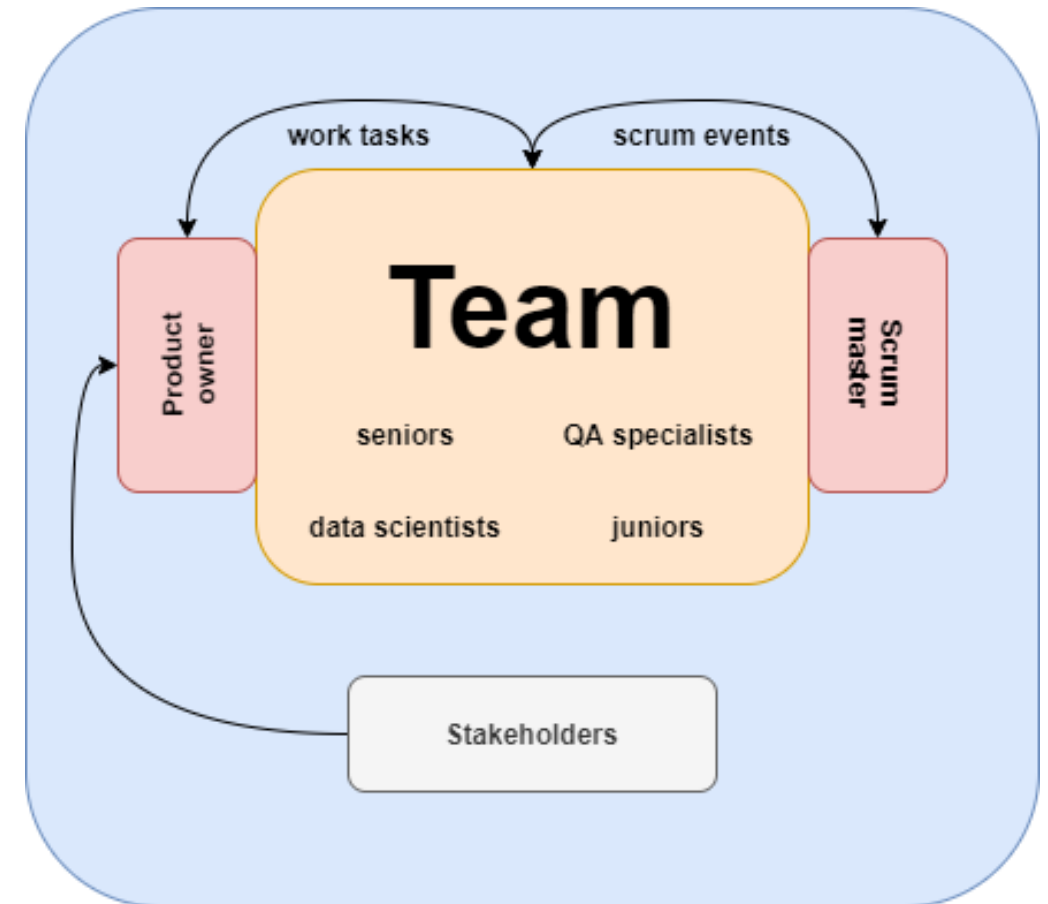 work tasks
scrum events
Team
Product
owner
Scrum
master
seniors
QA specialists
data scientists
juniors
Stakeholders